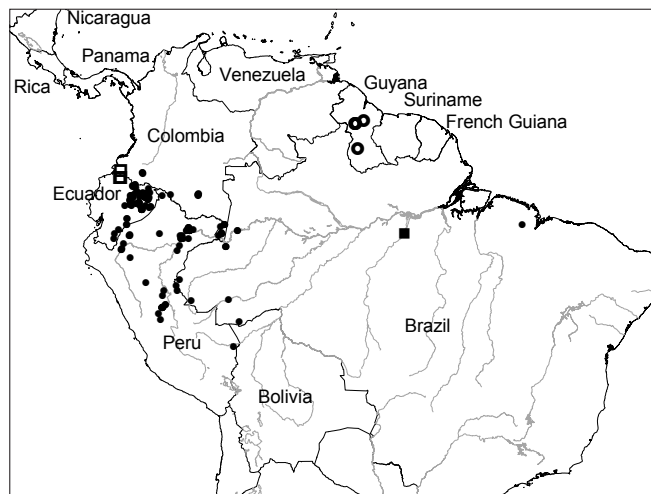 Nicaragua
Panama
Rica
Venezuela
Guyana
Suriname
French Guiana
Colombia
Ecuador
Brazil
Peru
Bolivia